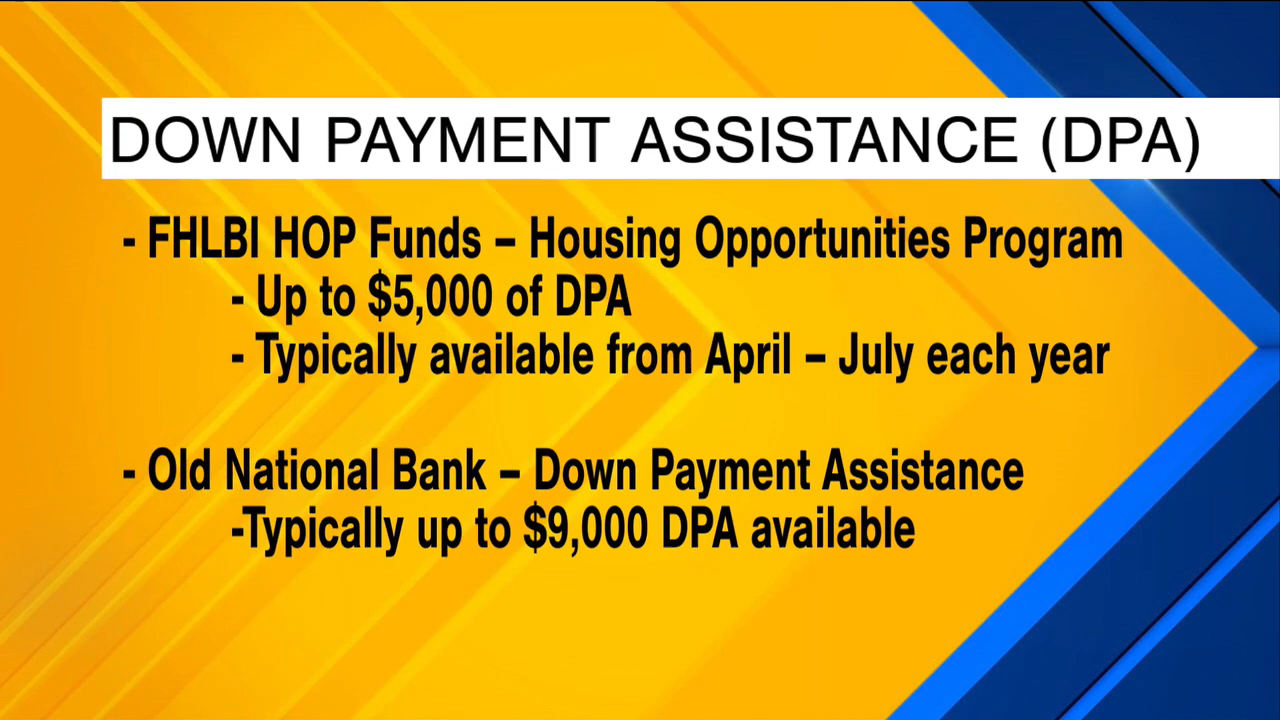 DOWN PAYMENT ASSISTANCE (DPA)
- FHLBI HOP Funds – Housing Opportunities Program
- Up to $5,000 of DPA
- Typically available from April – July each year
- Old National Bank – Down Payment Assistance
-Typically up to $9,000 DPA available